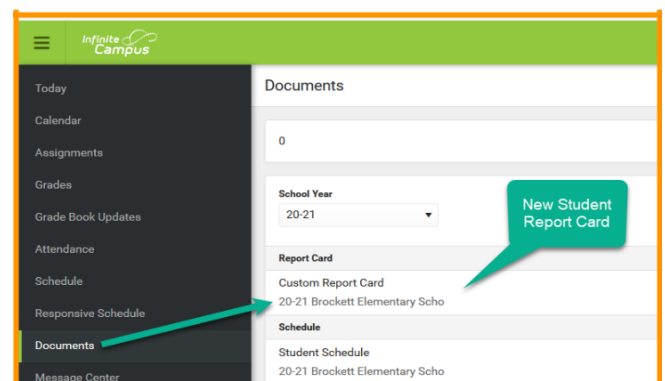 Infinite
Campus
Today
Calendar
Assignments
Grades
Grade Book Updates
Attendance
Schedule
Responsive Schedule
Documents
Message Center
Documents
0
School Year
20-21
New Student
Report Card
Report Card
Custom Report Card
20-21 Brockett Elementary Scho
Schedule
Student Schedule
20-21 Brockett Elementary Scho